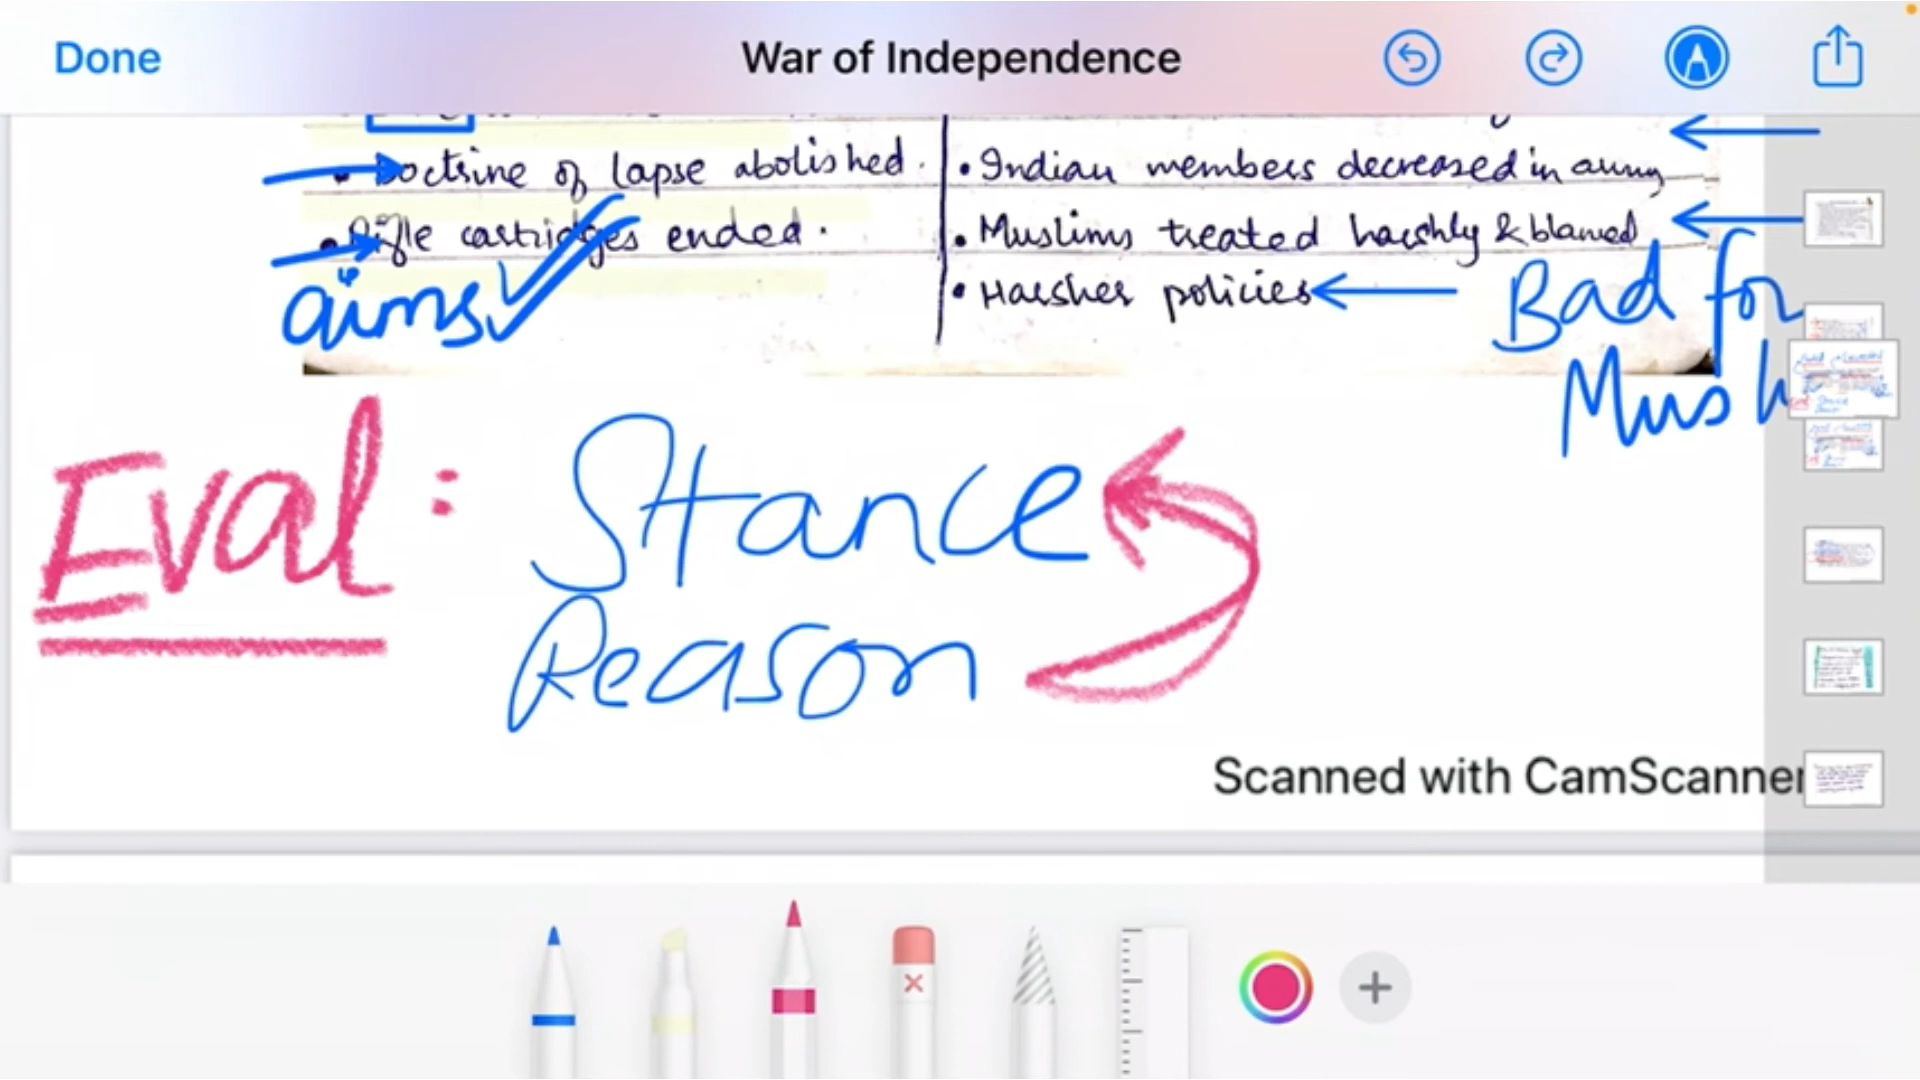 Done War of Independence
• Doctrine of lapse abolished.
• Rifle cartridges ended.
aims
• Indian members decreased in army
• Muslims treated harshly & blamed
• Harsher policies
Bad for
Eval: Stance
Reason
Scanned with CamScanner